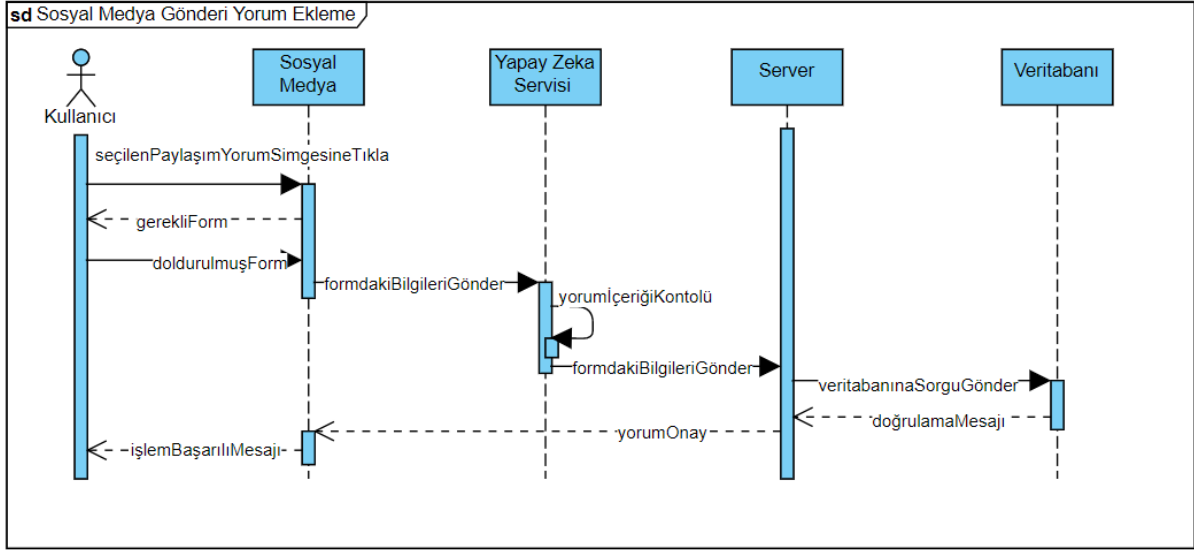 sd Sosyal Medya Gönderi Yorum Ekleme
Kullanıcı
Sosyal
Medya
Yapay Zeka
Servisi
Server
Veritabanı
seçilenPaylaşımYorumSimgesineTıkla
gerekliForm
doldurulmuşForm
formdakiBilgileriGönder
yorumİçeriğiKontolü
formdakiBilgileriGönder
veritabanınaSorguGönder
doğrulamaMesajı
yorumOnay
işlemBaşarılıMesajı